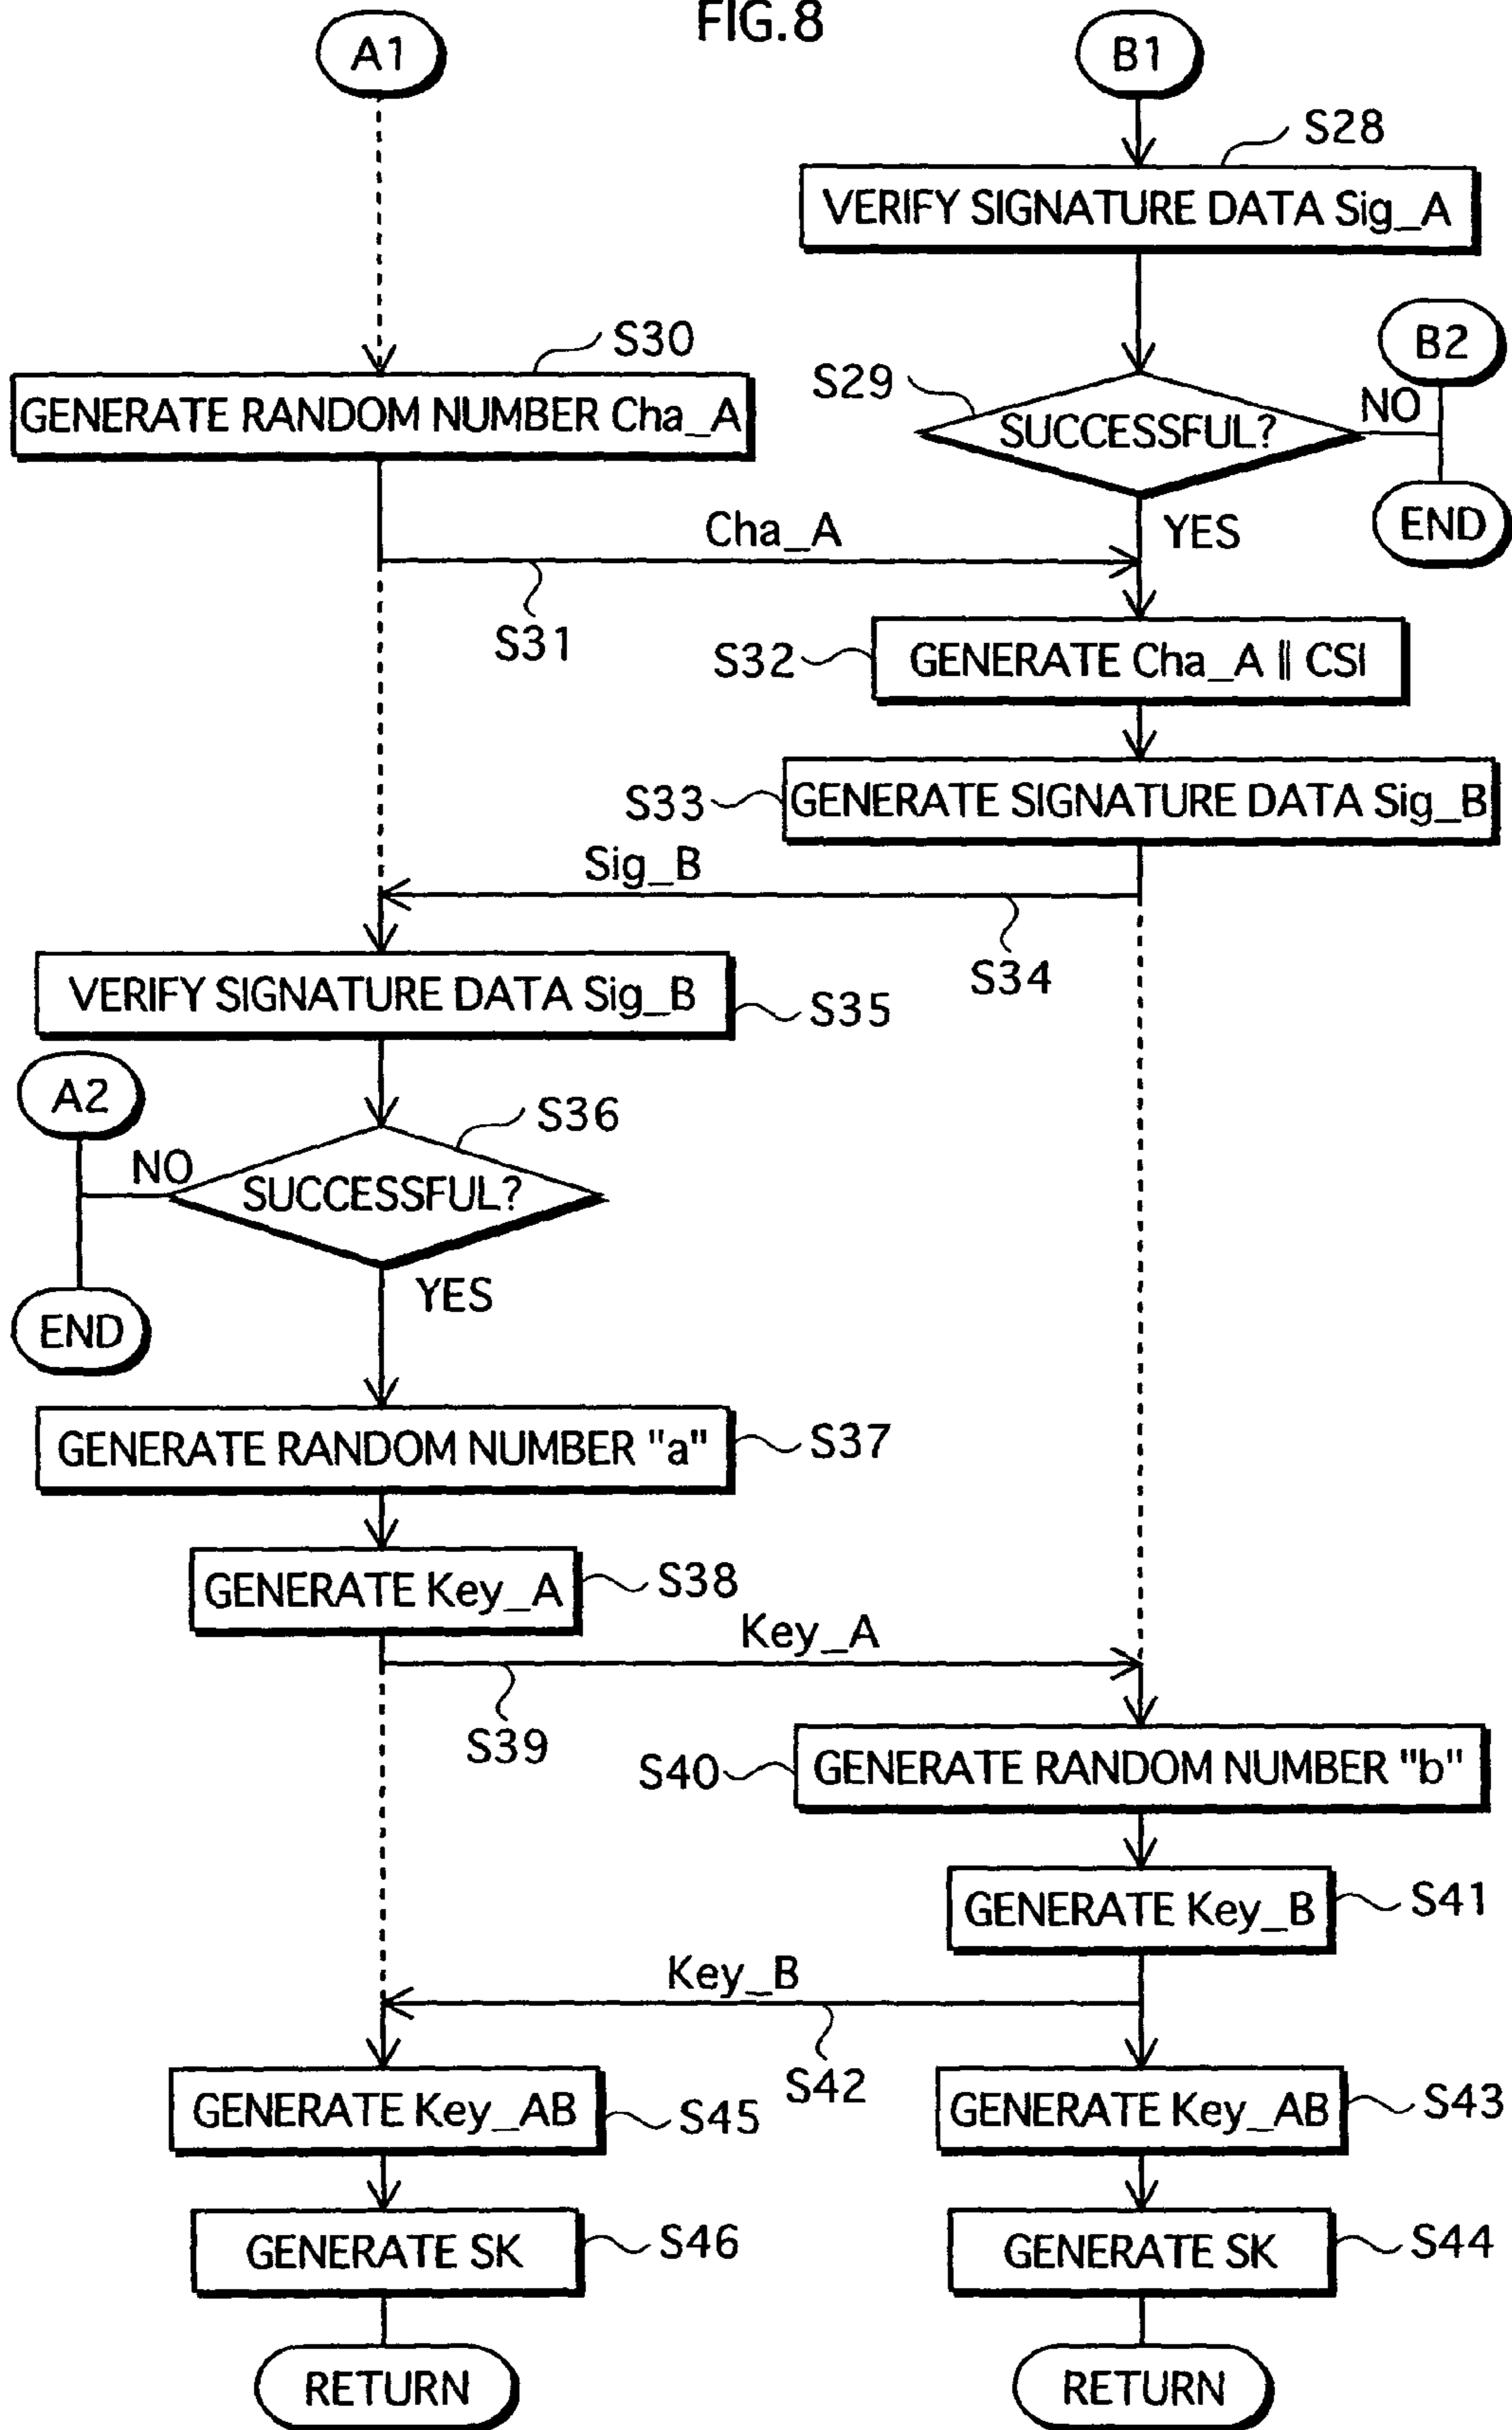 FIG.8
A1
B1
S28
VERIFY SIGNATURE DATA Sig_A
S30
GENERATE RANDOM NUMBER Cha_A
B2
S29
SUCCESSFUL?
NO
END
YES
Cha_A
S31
S32
GENERATE Cha_A || CSI
S33
GENERATE SIGNATURE DATA Sig_B
Sig_B
S34
VERIFY SIGNATURE DATA Sig_B
S35
A2
S36
NO
SUCCESSFUL?
YES
END
GENERATE RANDOM NUMBER "a"
S37
GENERATE Key_A
S38
Key_A
S39
S40
GENERATE RANDOM NUMBER "b"
GENERATE Key_B
S41
Key_B
S42
GENERATE Key_AB
S45
GENERATE Key_AB
S43
GENERATE SK
S46
GENERATE SK
S44
RETURN
RETURN